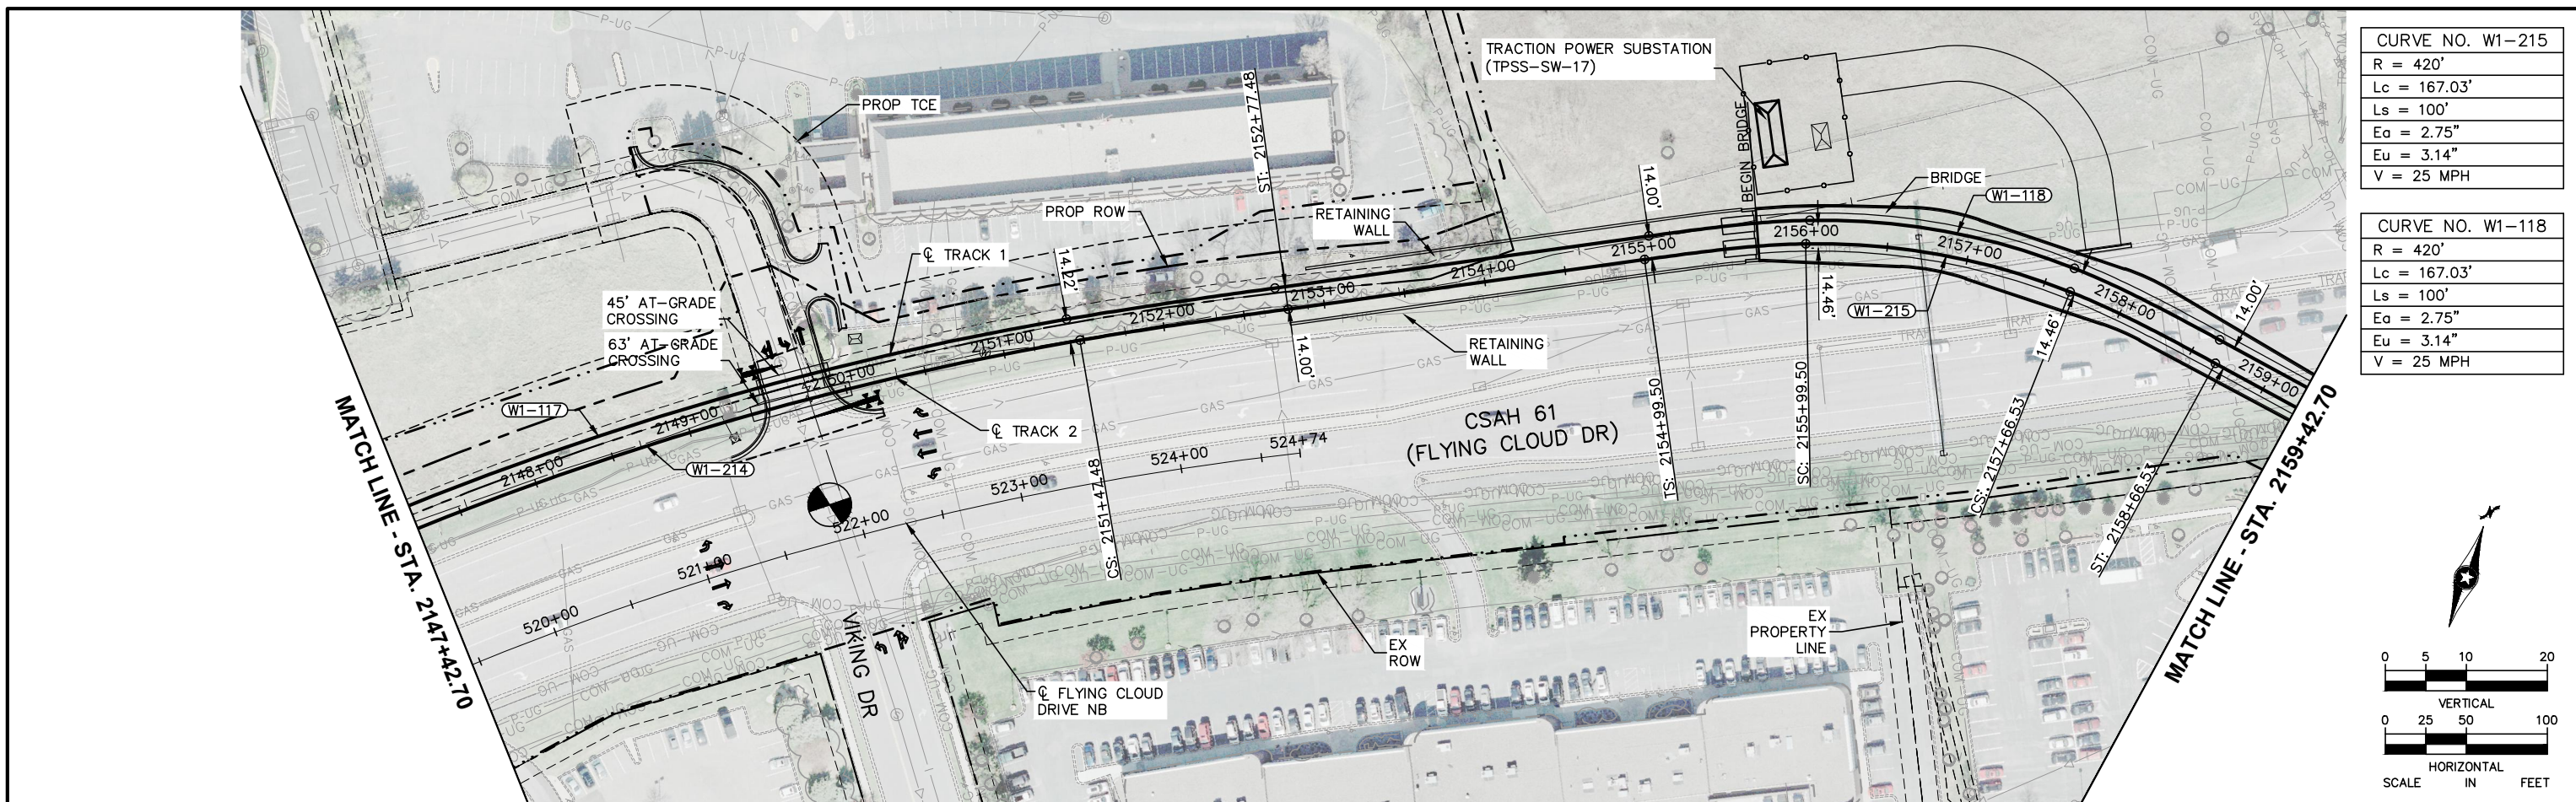 TRACTION POWER SUBSTATION
(TPSS-SW-17)
PROP TCE
ST: 2152+77.48
BEGIN BRIDGE
BRIDGE
W1-118
14.00'
PROP ROW
RETAINING
WALL
℄ TRACK 1
14.22'
45' AT-GRADE
CROSSING
63' AT-GRADE
CROSSING
W1-117
W1-214
2148+00
2149+00
2150+00
2151+00
2152+00
2153+00
2154+00
2155+00
2156+00
2157+00
2158+00
2159+00
14.00'
RETAINING
WALL
14.46'
W1-215
14.46'
14.00'
℄ TRACK 2
CSAH 61
(FLYING CLOUD DR)
520+00
521+00
522+00
523+00
524+00
524+74
CS: 2151+47.48
TS: 2154+99.50
SC: 2155+99.50
CS: 2157+66.53
ST: 2158+66.53
MATCH LINE - STA. 2147+42.70
MATCH LINE - STA. 2159+42.70
VIKING DR
℄ FLYING CLOUD
DRIVE NB
EX
ROW
EX
PROPERTY
LINE
P-UG
COM-UG
GAS
CURVE NO. W1-215
R = 420'
Lc = 167.03'
Ls = 100'
Ea = 2.75"
Eu = 3.14"
V = 25 MPH
CURVE NO. W1-118
R = 420'
Lc = 167.03'
Ls = 100'
Ea = 2.75"
Eu = 3.14"
V = 25 MPH
N
0 5 10 20
VERTICAL
0 25 50 100
HORIZONTAL
SCALE IN FEET